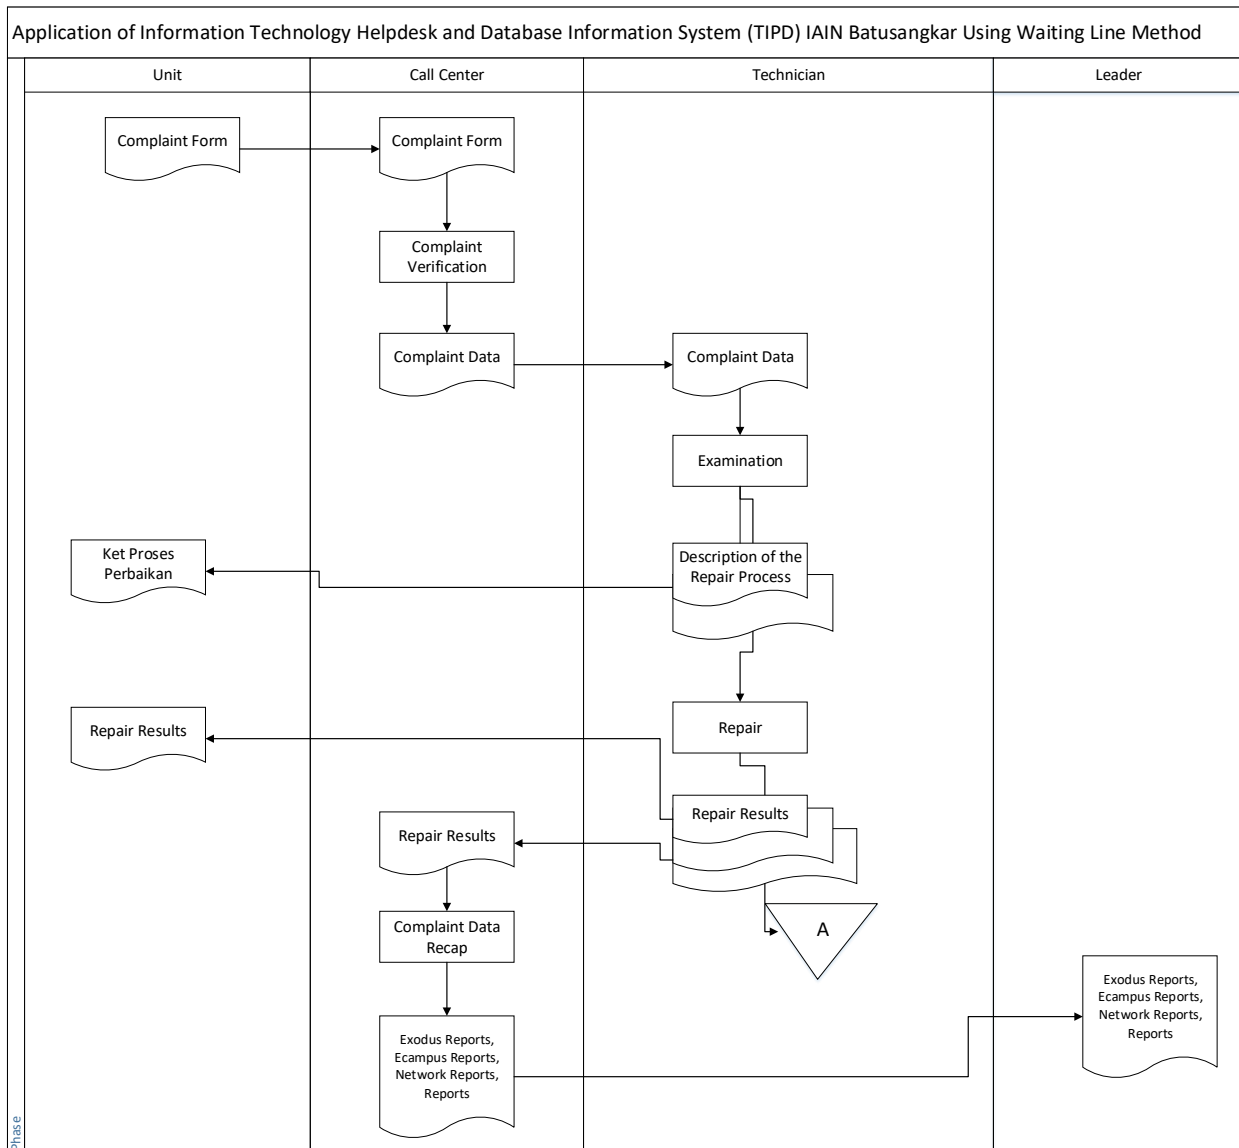 Application of Information Technology Helpdesk and Database Information System (TIPD) IAIN Batusangkar Using Waiting Line Method
Unit
Call Center
Technician
Leader
Complaint Form
Complaint Form
Complaint
Verification
Complaint Data
Complaint Data
Examination
Ket Proses
Perbaikan
Description of the
Repair Process
Repair Results
Repair
Repair Results
Repair Results
Complaint Data
Recap
A
Exodus Reports,
Ecampus Reports,
Network Reports,
Reports
Exodus Reports,
Ecampus Reports,
Network Reports,
Reports
Phase